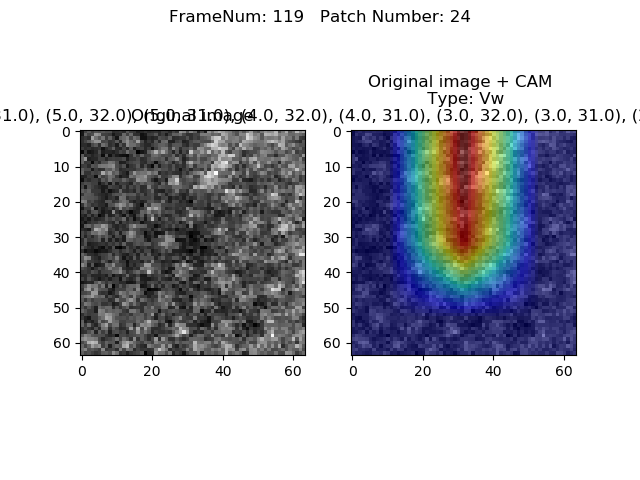 FrameNum: 119   Patch Number: 24
Original image + CAM
Type: Vw
31.0), (5.0, 32.0), (5.0, 31.0), (4.0, 32.0), (4.0, 31.0), (3.0, 32.0), (3.0, 31.0), (
Original image
0
10
20
30
40
50
60
0 20 40 60
0
10
20
30
40
50
60
0 20 40 60